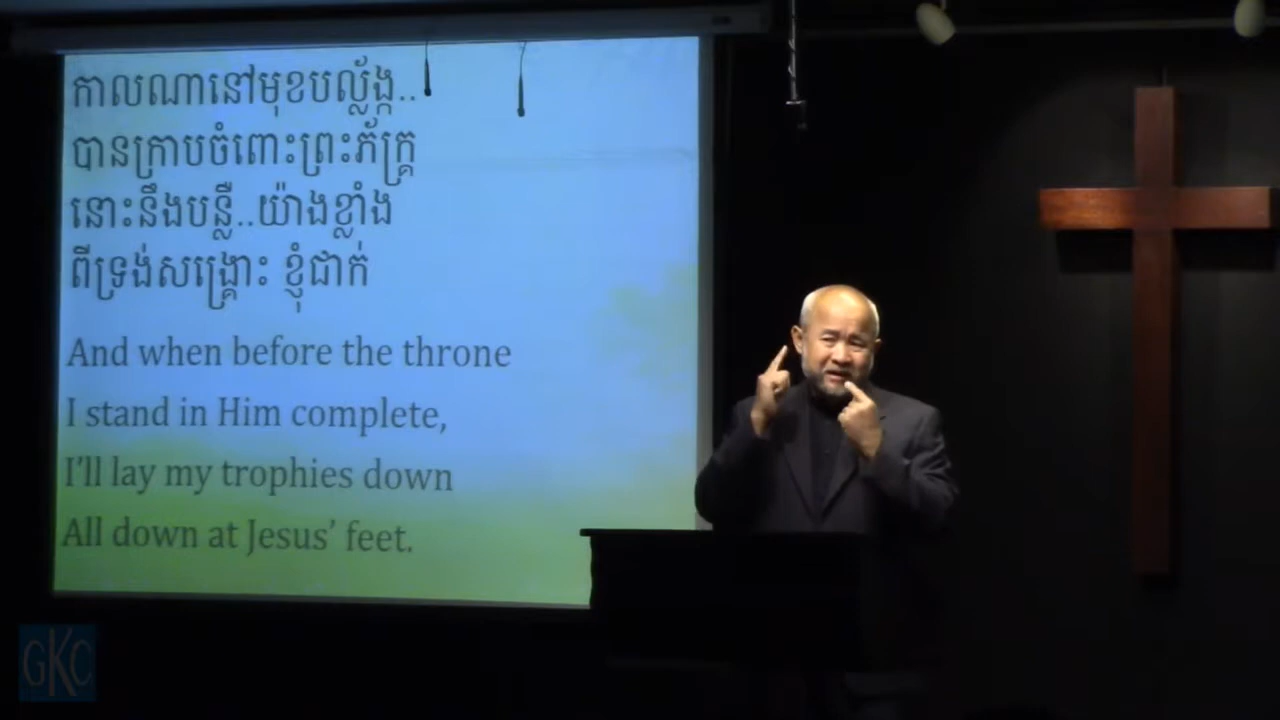 កាលណានៅមុខបល្ល័ង្ក..
បានក្រាបចំពោះព្រះភ័ក្ត្រ
នោះនឹងបន្លឺ..យ៉ាងខ្លាំង
ពីទ្រង់សង្គ្រោះ ខ្ញុំជាក់
And when before the throne
I stand in Him complete,
I’ll lay my trophies down
All down at Jesus’ feet.
GKC